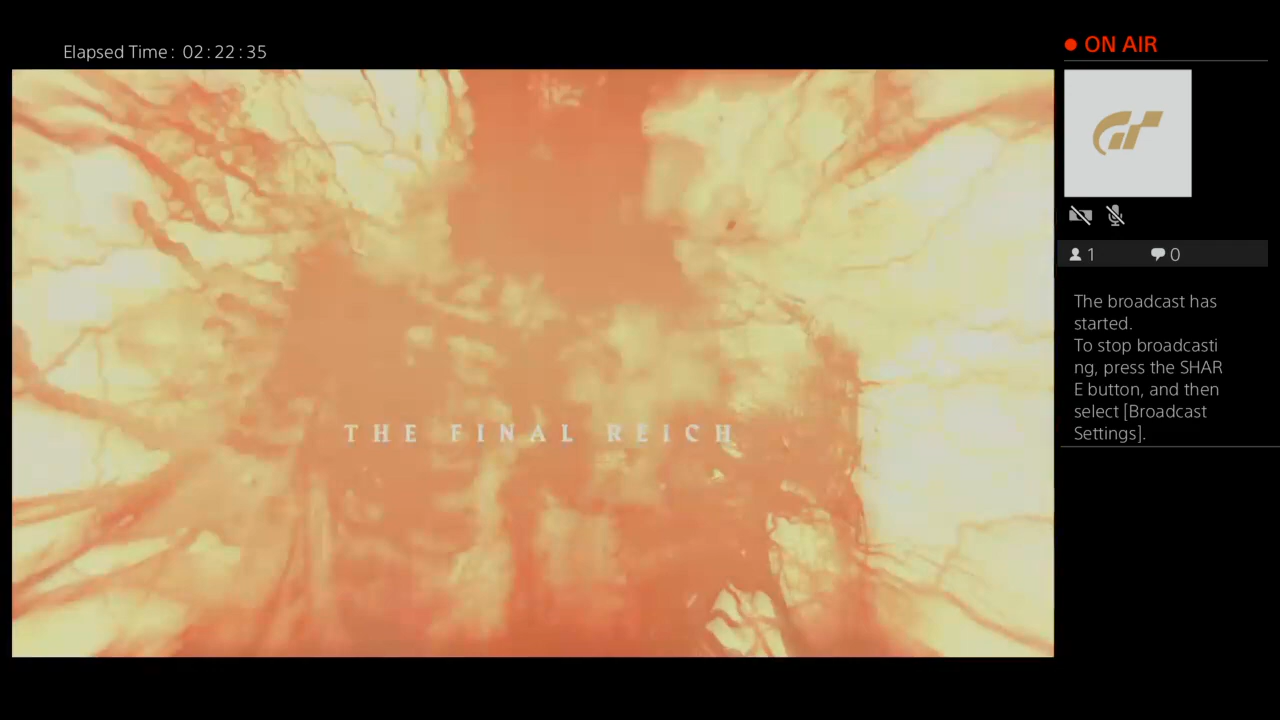 Elapsed Time: 02:22:35
ON AIR
GT
1 0
The broadcast has
started.
To stop broadcasti
ng, press the SHAR
E button, and then
select [Broadcast
Settings].
THE FINAL REICH